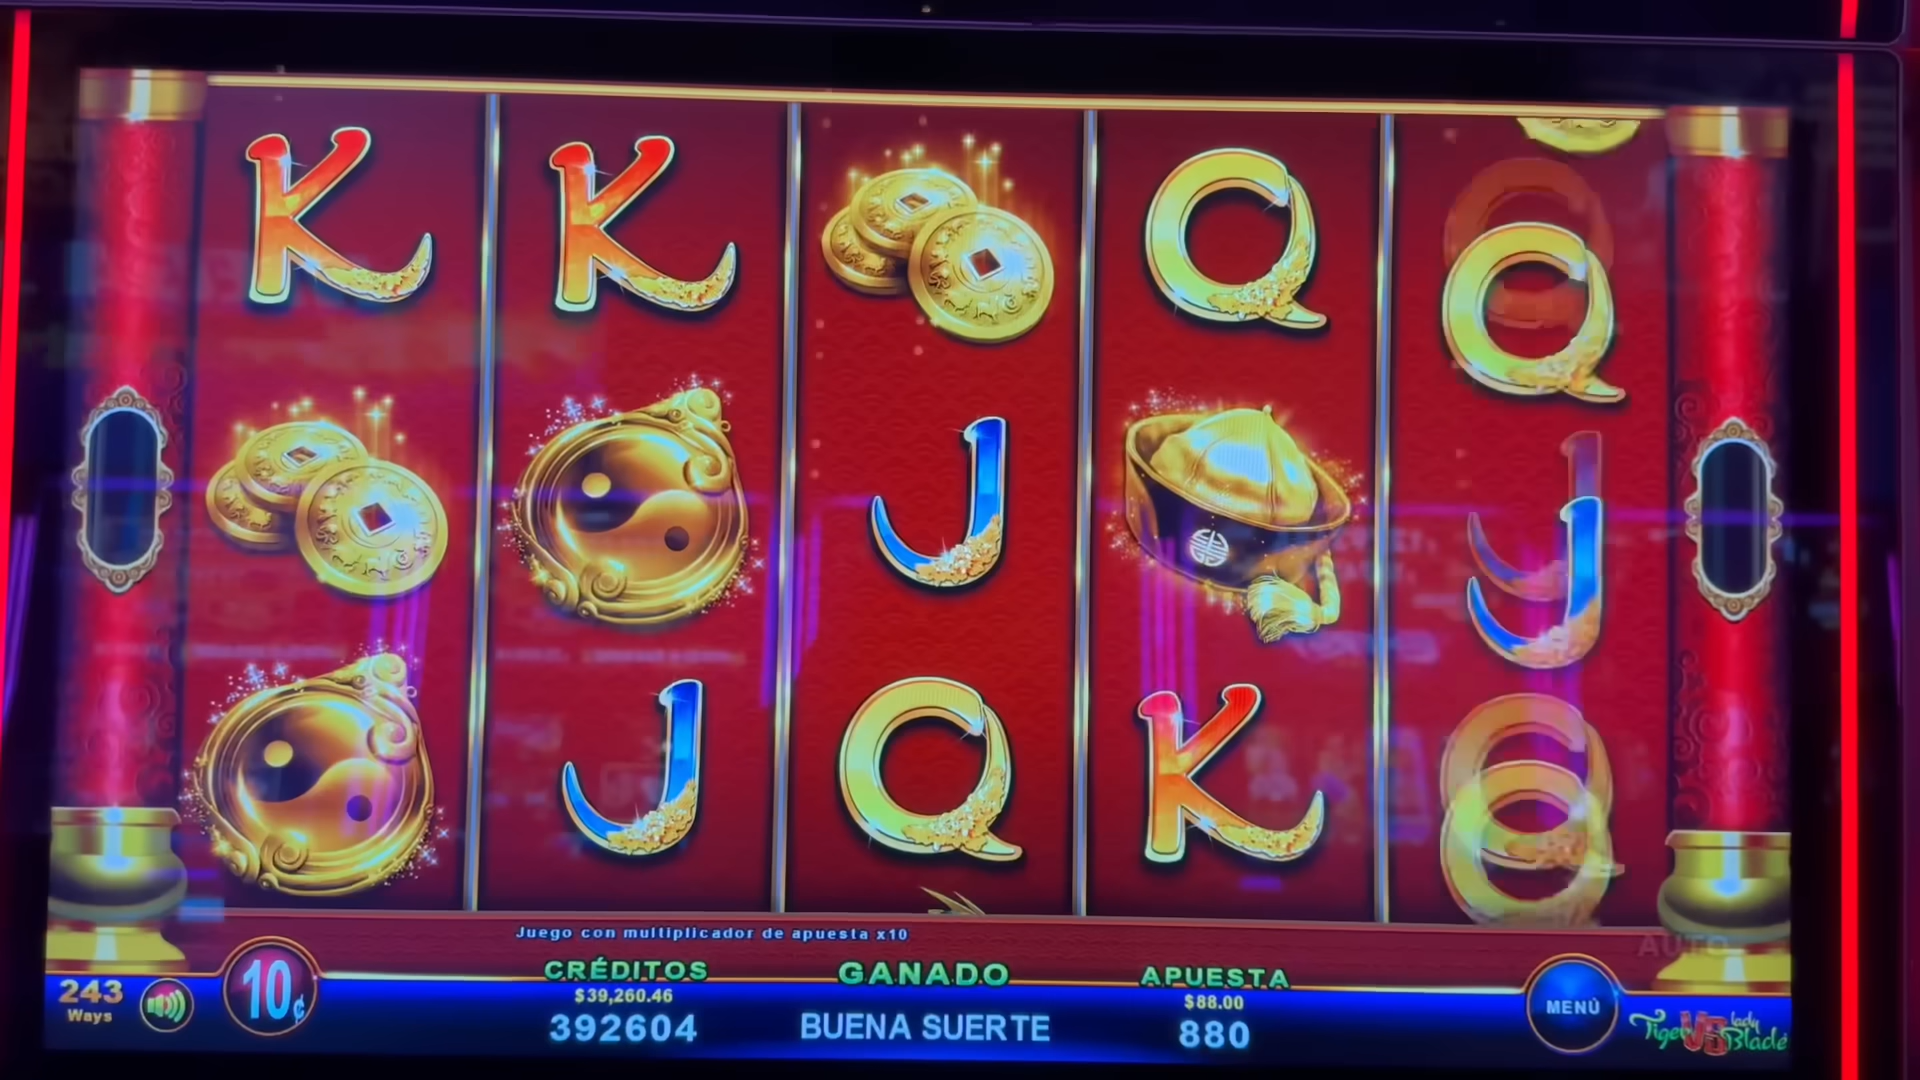 K K Q Q
J J
J Q K
Juego con multiplicador de apuesta x10
AUTO
243
Ways
10¢
CRÉDITOS
$39,260.46
392604
GANADO
BUENA SUERTE
APUESTA
$88.00
880
MENÚ
Tiger VS lady Blade